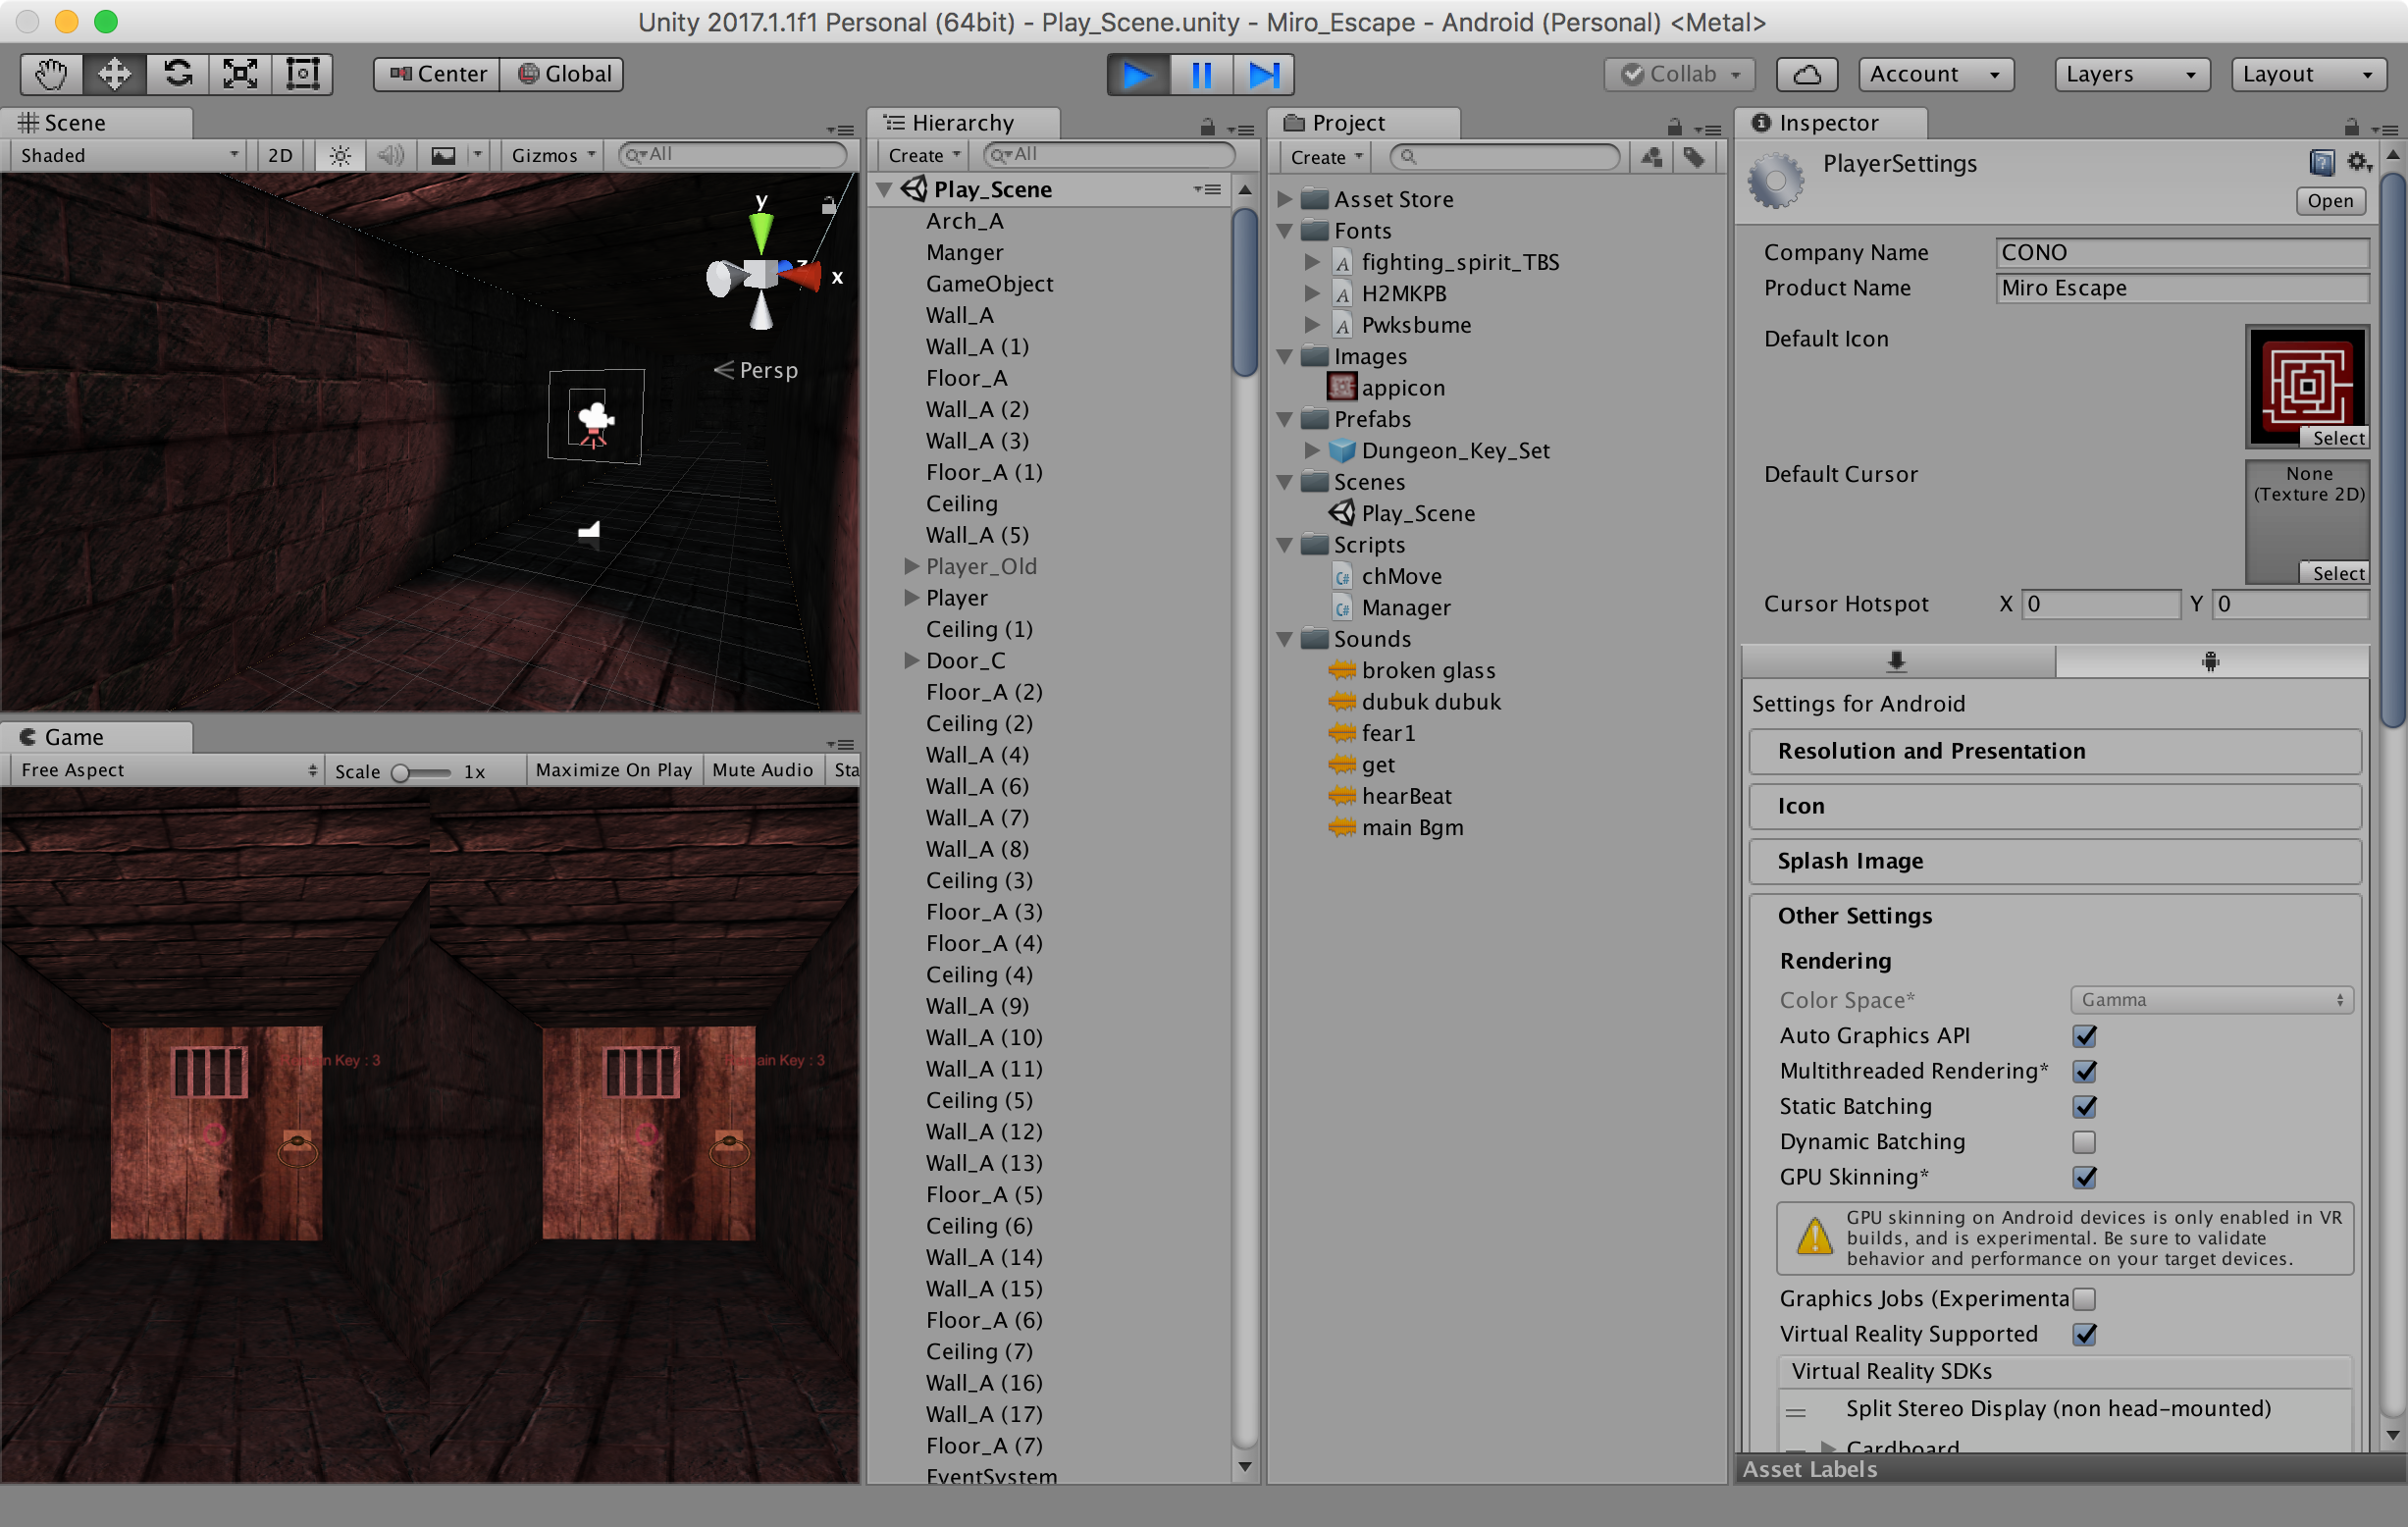 Unity 2017.1.1f1 Personal (64bit) - Play_Scene.unity - Miro_Escape - Android (Personal) <Metal>
Center Global Collab Account Layers Layout
Scene
Shaded 2D Gizmos All
y
x
z
Persp
Game
Free Aspect Scale 1x Maximize On Play Mute Audio Sta
Key : 3
ain Key : 3
Hierarchy
Create All
Play_Scene
Arch_A
Manger
GameObject
Wall_A
Wall_A (1)
Floor_A
Wall_A (2)
Wall_A (3)
Floor_A (1)
Ceiling
Wall_A (5)
Player_Old
Player
Ceiling (1)
Door_C
Floor_A (2)
Ceiling (2)
Wall_A (4)
Wall_A (6)
Wall_A (7)
Wall_A (8)
Ceiling (3)
Floor_A (3)
Floor_A (4)
Ceiling (4)
Wall_A (9)
Wall_A (10)
Wall_A (11)
Ceiling (5)
Wall_A (12)
Wall_A (13)
Floor_A (5)
Ceiling (6)
Wall_A (14)
Wall_A (15)
Floor_A (6)
Ceiling (7)
Wall_A (16)
Wall_A (17)
Floor_A (7)
EventSystem
Project
Create
Asset Store
Fonts
A fighting_spirit_TBS
A H2MKPB
A Pwksbume
Images
appicon
Prefabs
Dungeon_Key_Set
Scenes
Play_Scene
Scripts
C# chMove
C# Manager
Sounds
broken glass
dubuk dubuk
fear1
get
hearBeat
main Bgm
Inspector
PlayerSettings
Open
Company Name CONO
Product Name Miro Escape
Default Icon
Select
Default Cursor
None
(Texture 2D)
Select
Cursor Hotspot X 0 Y 0
Settings for Android
Resolution and Presentation
Icon
Splash Image
Other Settings
Rendering
Color Space* Gamma
Auto Graphics API
Multithreaded Rendering*
Static Batching
Dynamic Batching
GPU Skinning*
GPU skinning on Android devices is only enabled in VR
builds, and is experimental. Be sure to validate
behavior and performance on your target devices.
Graphics Jobs (Experimenta
Virtual Reality Supported
Virtual Reality SDKs
Split Stereo Display (non head-mounted)
Cardboard
Asset Labels